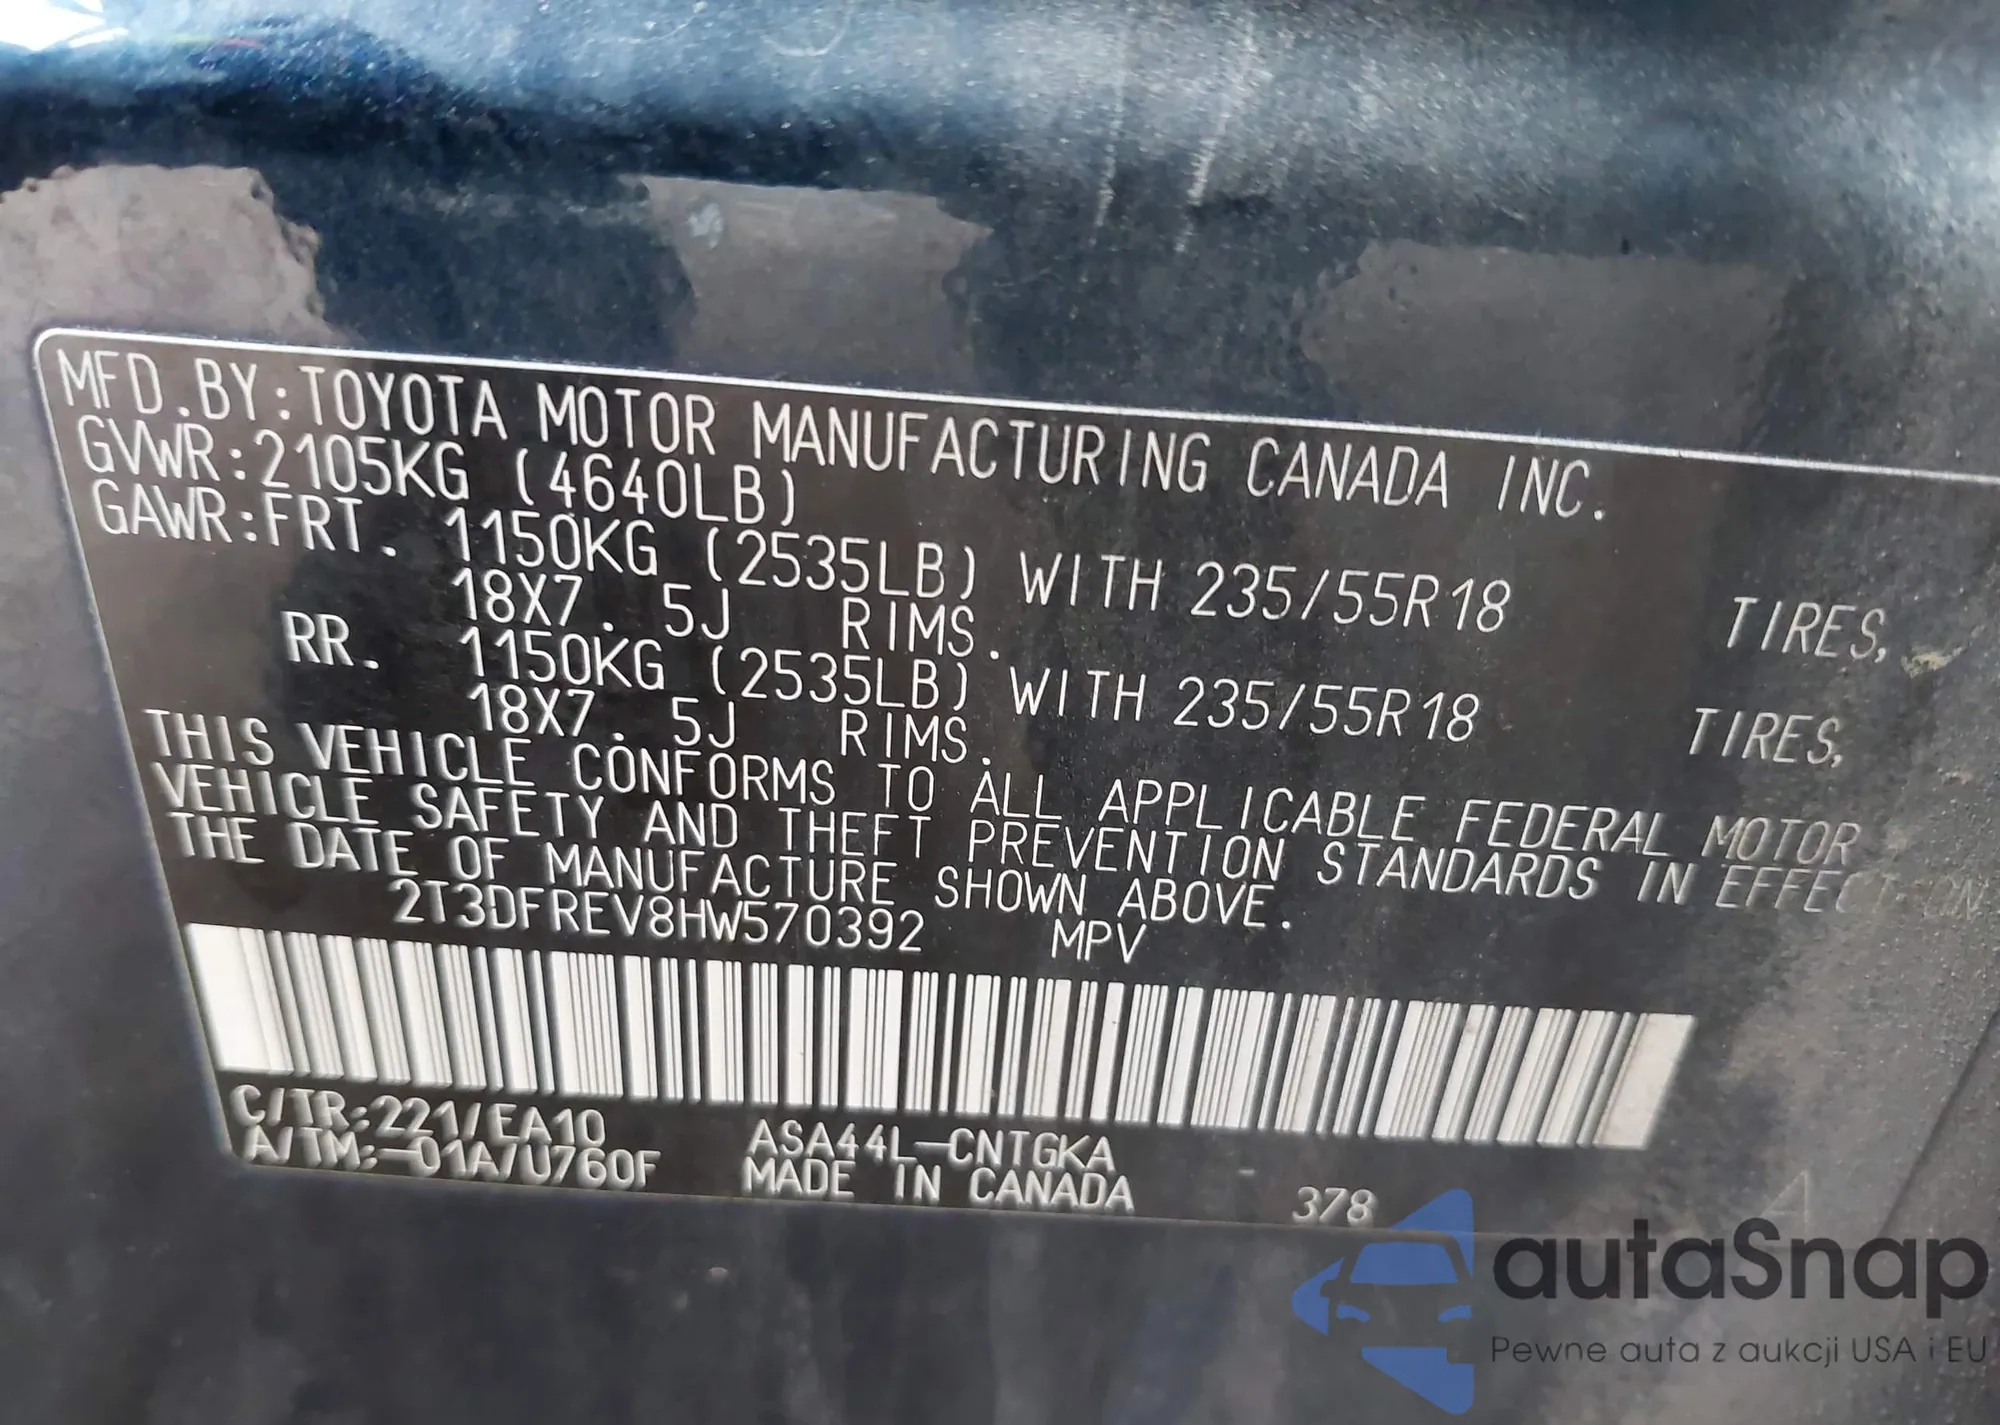 MFD.BY:TOYOTA MOTOR MANUFACTURING CANADA INC.
GVWR:2105KG (4640LB)
GAWR:FRT. 1150KG (2535LB) WITH 235/55R18 TIRES,
18X7.5J RIMS.
RR. 1150KG (2535LB) WITH 235/55R18 TIRES,
18X7.5J RIMS.
THIS VEHICLE CONFORMS TO ALL APPLICABLE FEDERAL MOTOR
VEHICLE SAFETY AND THEFT PREVENTION STANDARDS IN EFFECT ON
THE DATE OF MANUFACTURE SHOWN ABOVE.
2T3DFREV8HW570392 MPV
C/TR:221/EA10 ASA44L-CNTGKA
A/TM:-01A/U760F MADE IN CANADA 378
autaSnap
Pewne auta z aukcji USA i EU